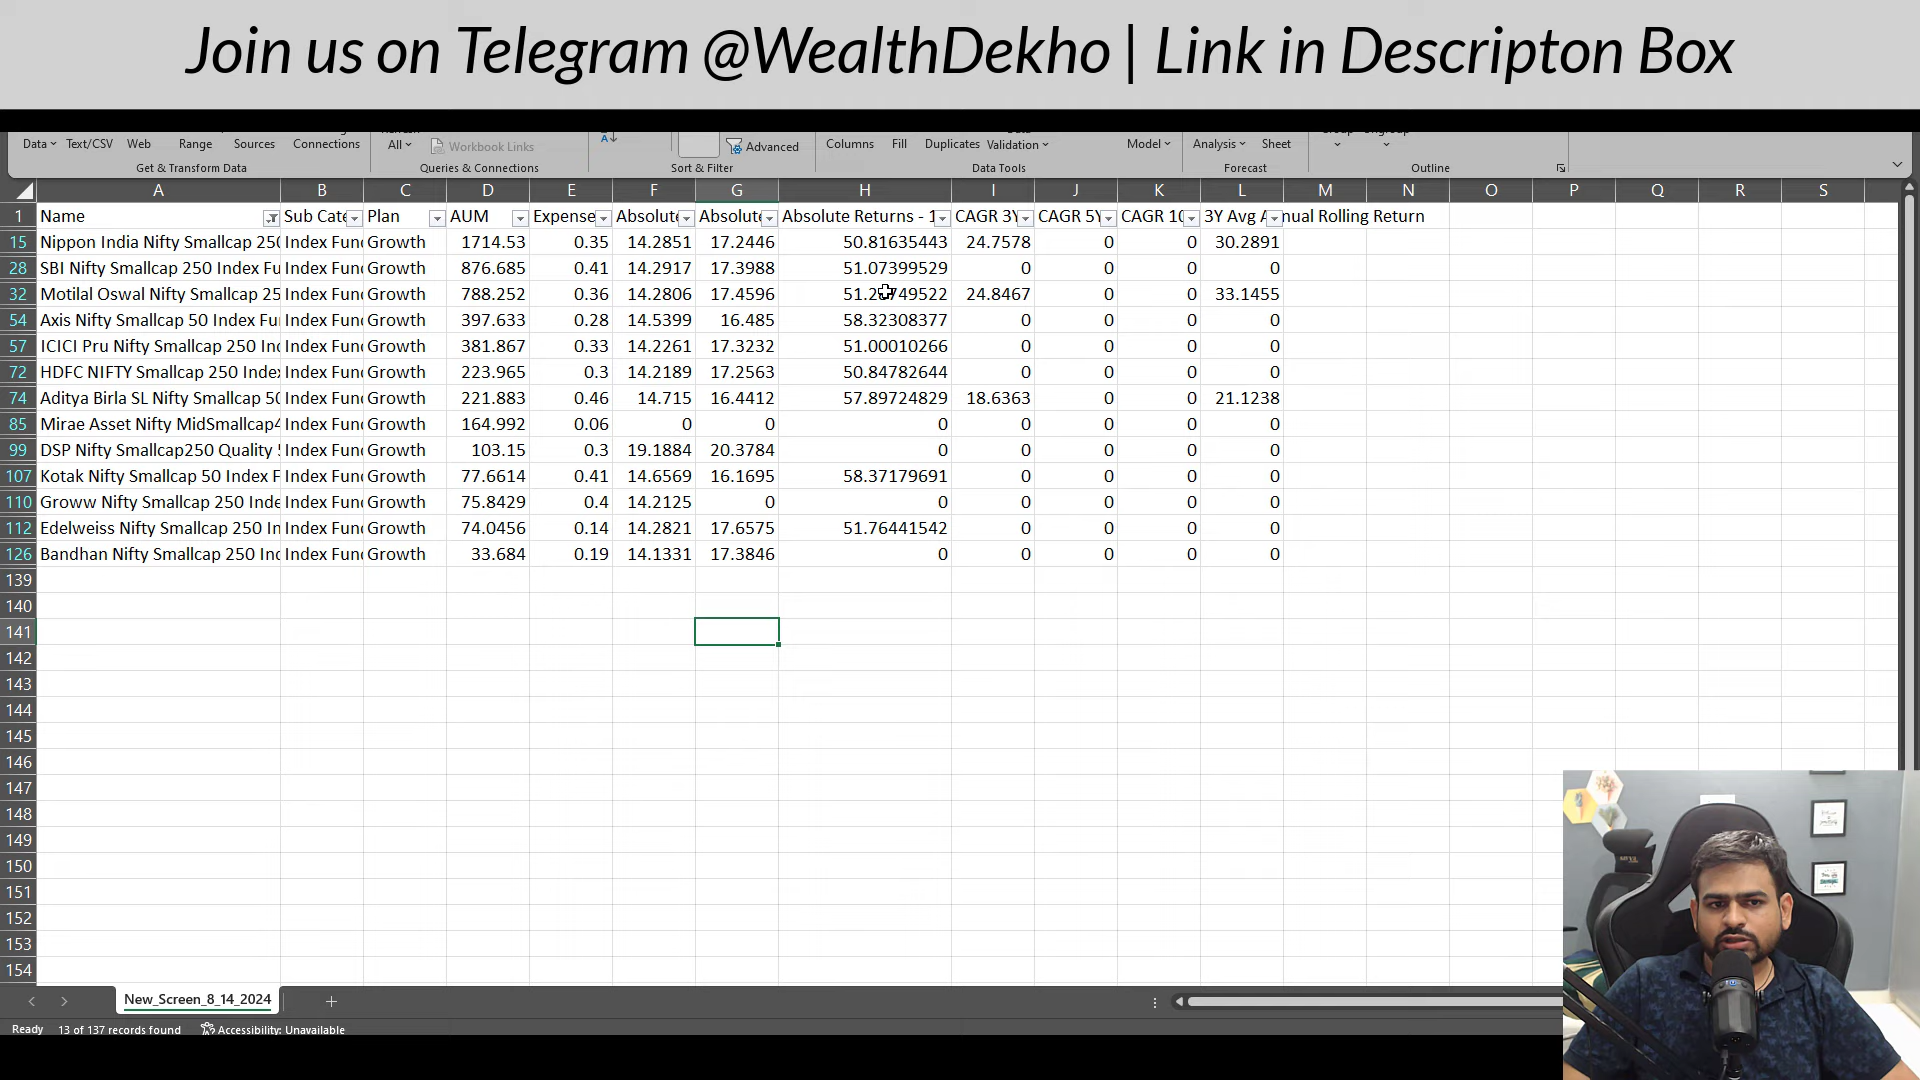 Join us on Telegram @WealthDekho | Link in Descripton Box
Data Text/CSV Web Range Sources Connections All Workbook Links Advanced Columns Fill Duplicates Validation Model Analysis Sheet
Get & Transform Data Queries & Connections Sort & Filter Data Tools Forecast Outline
A B C D E F G H I J K L M N O P Q R S
1 Name Sub Cate Plan AUM Expense Absolute Absolute Absolute Returns - 1 CAGR 3Y CAGR 5Y CAGR 10 3Y Avg A nual Rolling Return
15 Nippon India Nifty Smallcap 250 Index Fun Growth 1714.53 0.35 14.2851 17.2446 50.81635443 24.7578 0 0 30.2891
28 SBI Nifty Smallcap 250 Index Fu Index Fun Growth 876.685 0.41 14.2917 17.3988 51.07399529 0 0 0 0
32 Motilal Oswal Nifty Smallcap 25 Index Fun Growth 788.252 0.36 14.2806 17.4596 24.8467 0 0 33.1455
54 Axis Nifty Smallcap 50 Index Fu Index Fun Growth 397.633 0.28 14.5399 16.485 58.32308377 0 0 0 0
57 ICICI Pru Nifty Smallcap 250 In Index Fun Growth 381.867 0.33 14.2261 17.3232 51.00010266 0 0 0 0
72 HDFC NIFTY Smallcap 250 Index Index Fun Growth 223.965 0.3 14.2189 17.2563 50.84782644 0 0 0 0
74 Aditya Birla SL Nifty Smallcap 50 Index Fun Growth 221.883 0.46 14.715 16.4412 57.89724829 18.6363 0 0 21.1238
85 Mirae Asset Nifty MidSmallcap4 Index Fun Growth 164.992 0.06 0 0 0 0 0 0 0
99 DSP Nifty Smallcap250 Quality Index Fun Growth 103.15 0.3 19.1884 20.3784 0 0 0 0 0
107 Kotak Nifty Smallcap 50 Index F Index Fun Growth 77.6614 0.41 14.6569 16.1695 58.37179691 0 0 0 0
110 Groww Nifty Smallcap 250 Inde Index Fun Growth 75.8429 0.4 14.2125 0 0 0 0 0 0
112 Edelweiss Nifty Smallcap 250 In Index Fun Growth 74.0456 0.14 14.2821 17.6575 51.76441542 0 0 0 0
126 Bandhan Nifty Smallcap 250 Inc Index Fun Growth 33.684 0.19 14.1331 17.3846 0 0 0 0 0
139
140
141
142
143
144
145
146
147
148
149
150
151
152
153
154
New_Screen_8_14_2024
Ready 13 of 137 records found Accessibility: Unavailable